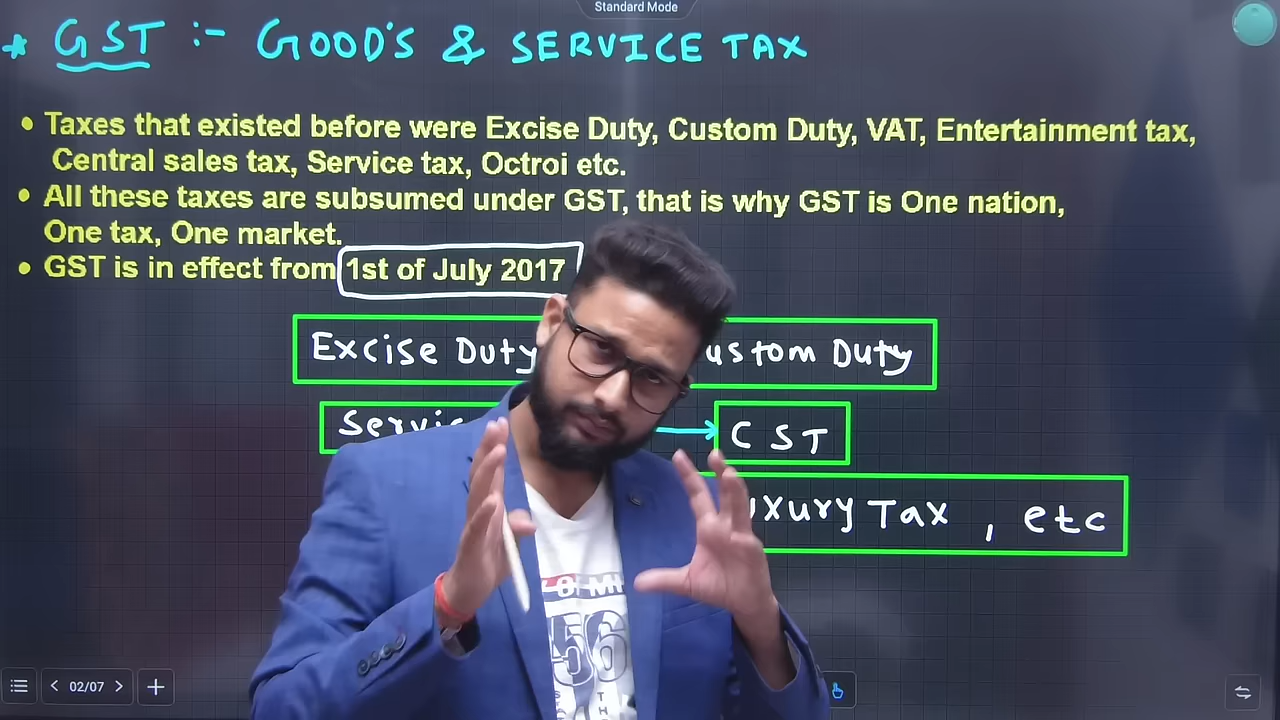 Standard Mode
* GST :- GOOD'S & SERVICE TAX
• Taxes that existed before were Excise Duty, Custom Duty, VAT, Entertainment tax,
Central sales tax, Service tax, Octroi etc.
• All these taxes are subsumed under GST, that is why GST is One nation,
One tax, One market.
• GST is in effect from 1st of July 2017
Excise Duty ustom Duty
Servic → CST
uxury Tax , etc
56
02/07